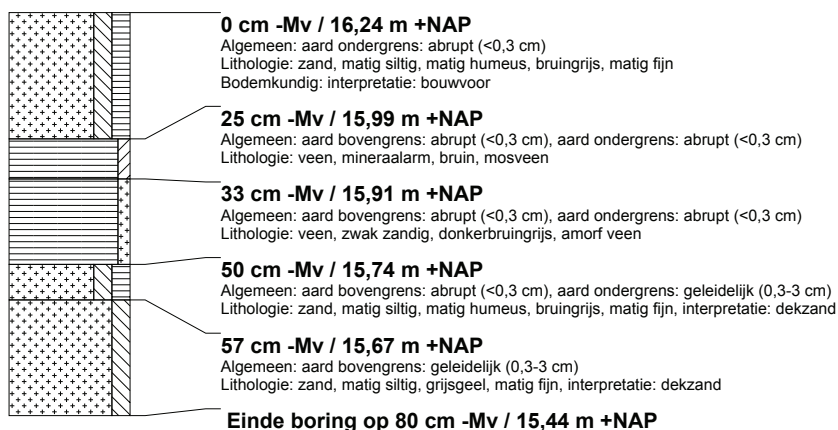 0 cm -Mv / 16,24 m +NAP
Algemeen: aard ondergrens: abrupt (<0,3 cm)
Lithologie: zand, matig siltig, matig humeus, bruingrijs, matig fijn
Bodemkundig: interpretatie: bouwvoor
25 cm -Mv / 15,99 m +NAP
Algemeen: aard bovengrens: abrupt (<0,3 cm), aard ondergrens: abrupt (<0,3 cm)
Lithologie: veen, mineraalarm, bruin, mosveen
33 cm -Mv / 15,91 m +NAP
Algemeen: aard bovengrens: abrupt (<0,3 cm), aard ondergrens: abrupt (<0,3 cm)
Lithologie: veen, zwak zandig, donkerbruingrijs, amorf veen
50 cm -Mv / 15,74 m +NAP
Algemeen: aard bovengrens: abrupt (<0,3 cm), aard ondergrens: geleidelijk (0,3-3 cm)
Lithologie: zand, matig siltig, matig humeus, bruingrijs, matig fijn, interpretatie: dekzand
57 cm -Mv / 15,67 m +NAP
Algemeen: aard bovengrens: geleidelijk (0,3-3 cm)
Lithologie: zand, matig siltig, grijsgeel, matig fijn, interpretatie: dekzand
Einde boring op 80 cm -Mv / 15,44 m +NAP